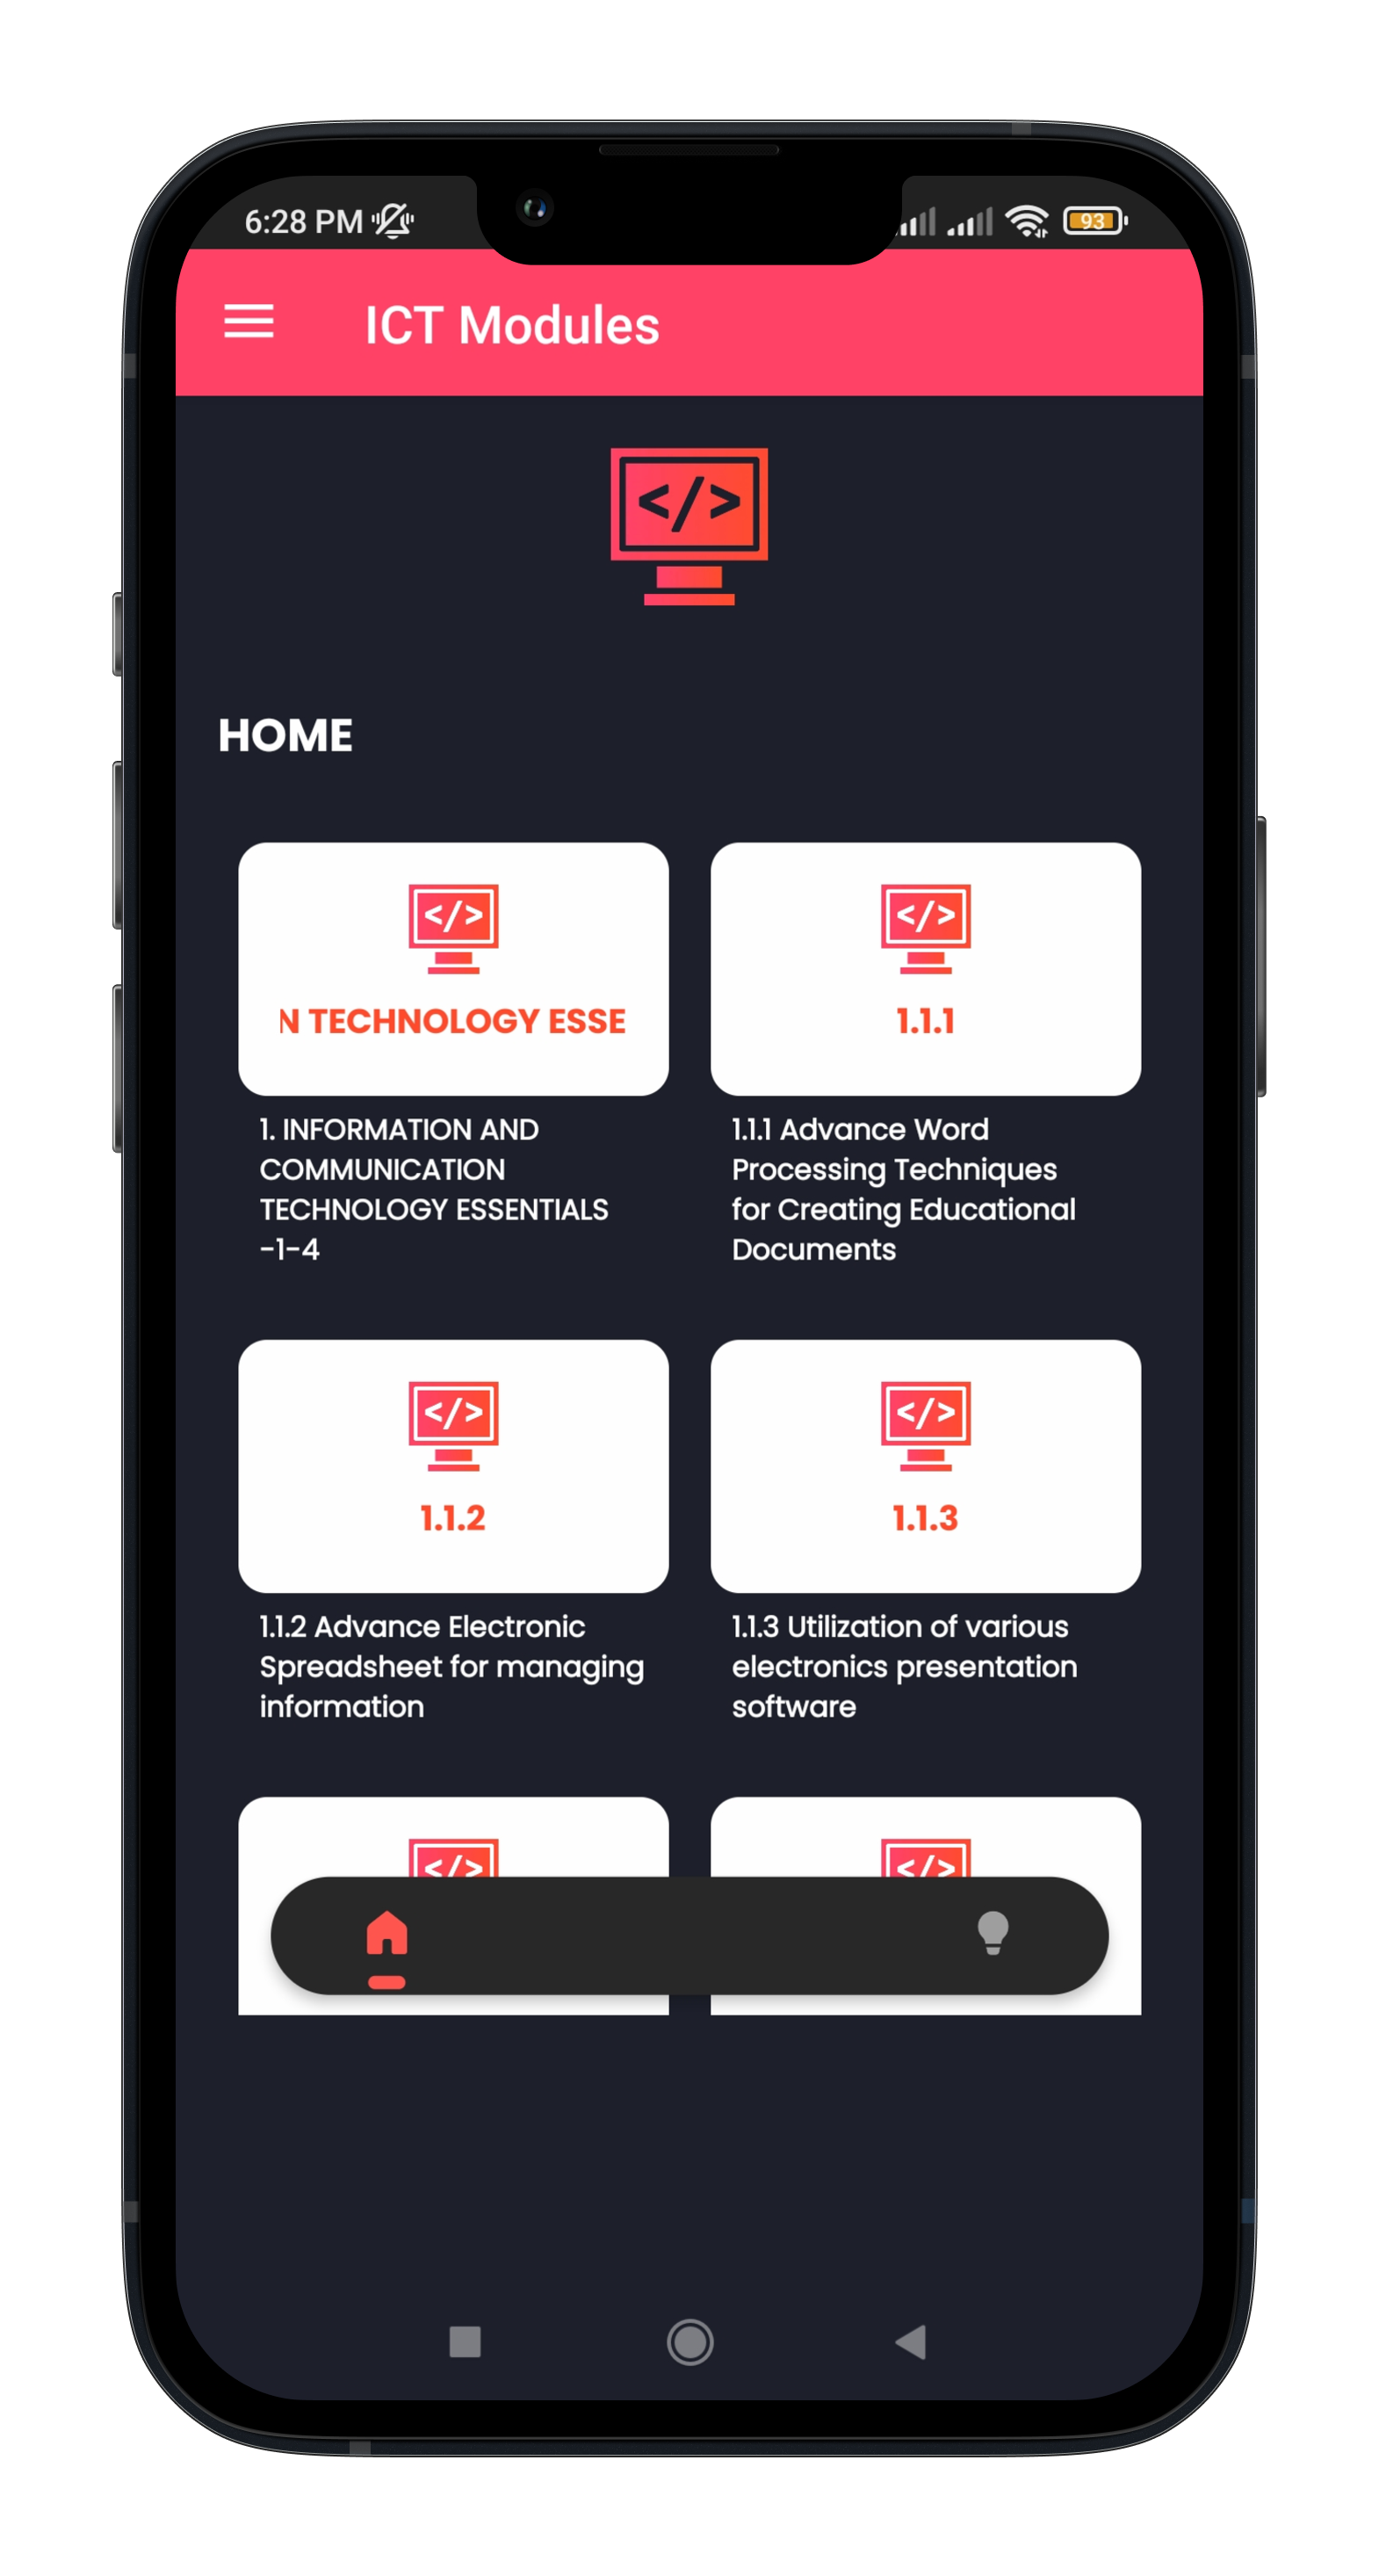 6:28 PM
93
ICT Modules
</>
HOME
</>
</>
N TECHNOLOGY ESSE
1.1.1
1. INFORMATION AND
COMMUNICATION
TECHNOLOGY ESSENTIALS
-1-4
1.1.1 Advance Word
Processing Techniques
for Creating Educational
Documents
</>
</>
1.1.2
1.1.3
1.1.2 Advance Electronic
Spreadsheet for managing
information
1.1.3 Utilization of various
electronics presentation
software
</>
</>